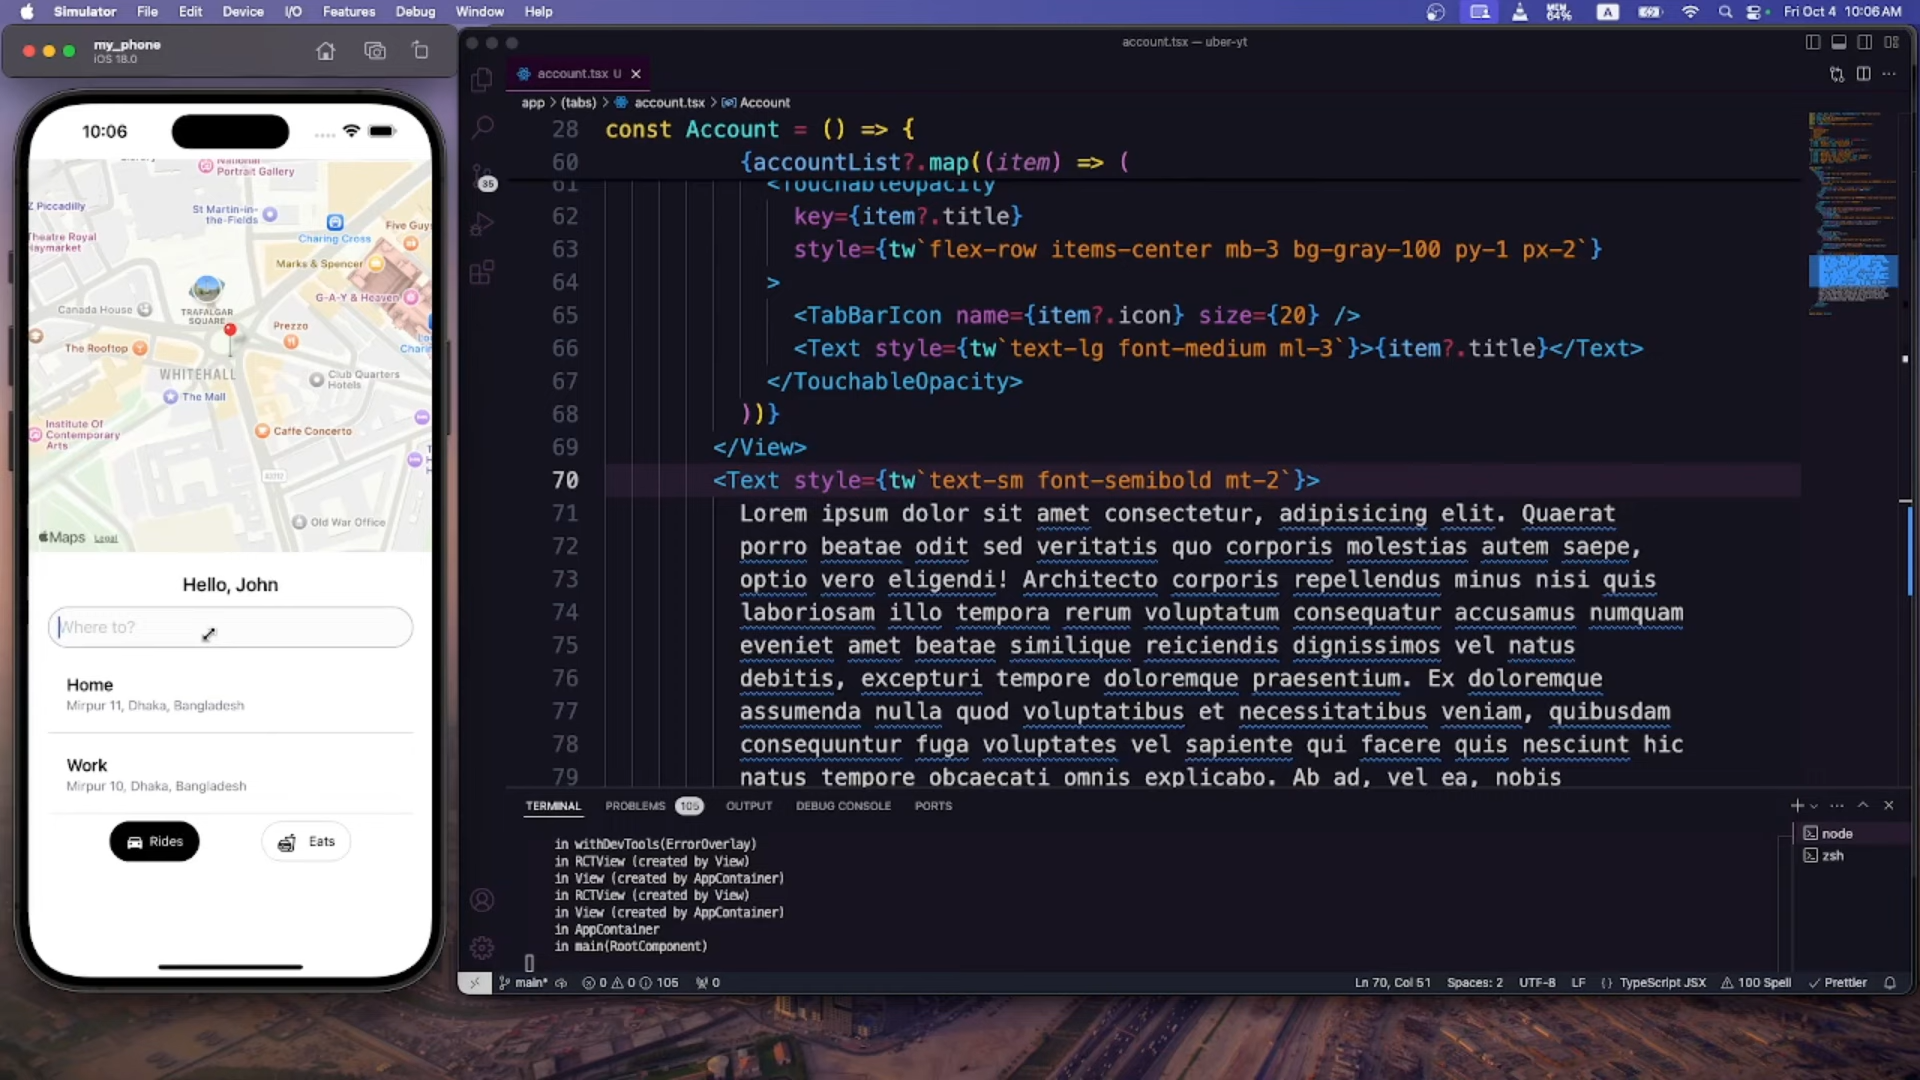 Simulator File Edit Device I/O Features Debug Window Help
MEM 64% A Fri Oct 4 10:06 AM
my_phone
iOS 18.0
10:06
National
Portrait Gallery
Z Piccadilly
St Martin-in-
the-Fields
Charing Cross
Five Guy
Theatre Royal
Haymarket
Marks & Spencer
G-A-Y & Heaven
Canada House
TRAFALGAR
SQUARE
Prezzo
The Rooftop
WHITEHALL
Club Quarters
Hotels
The Mall
Institute Of
Contemporary
Arts
Caffe Concerto
Old War Office
Maps Legal
Hello, John
Where to?
Home
Mirpur 11, Dhaka, Bangladesh
Work
Mirpur 10, Dhaka, Bangladesh
Rides
Eats
account.tsx — uber-yt
account.tsx U
app > (tabs) > account.tsx > Account
35
28 const Account = () => {
60 {accountList?.map((item) => (
61 <TouchableOpacity
62 key={item?.title}
63 style={tw`flex-row items-center mb-3 bg-gray-100 py-1 px-2`}
64 >
65 <TabBarIcon name={item?.icon} size={20} />
66 <Text style={tw`text-lg font-medium ml-3`}>{item?.title}</Text>
67 </TouchableOpacity>
68 ))}
69 </View>
70 <Text style={tw`text-sm font-semibold mt-2`}>
71 Lorem ipsum dolor sit amet consectetur, adipisicing elit. Quaerat
72 porro beatae odit sed veritatis quo corporis molestias autem saepe,
73 optio vero eligendi! Architecto corporis repellendus minus nisi quis
74 laboriosam illo tempora rerum voluptatum consequatur accusamus numquam
75 eveniet amet beatae similique reiciendis dignissimos vel natus
76 debitis, excepturi tempore doloremque praesentium. Ex doloremque
77 assumenda nulla quod voluptatibus et necessitatibus veniam, quibusdam
78 consequuntur fuga voluptates vel sapiente qui facere quis nesciunt hic
79 natus tempore obcaecati omnis explicabo. Ab ad, vel ea, nobis
TERMINAL PROBLEMS 105 OUTPUT DEBUG CONSOLE PORTS
in withDevTools(ErrorOverlay)
in RCTView (created by View)
in View (created by AppContainer)
in RCTView (created by View)
in View (created by AppContainer)
in AppContainer
in main(RootComponent)
node
zsh
main* 0 0 105 0 Ln 70, Col 51 Spaces: 2 UTF-8 LF {} TypeScript JSX 100 Spell Prettier